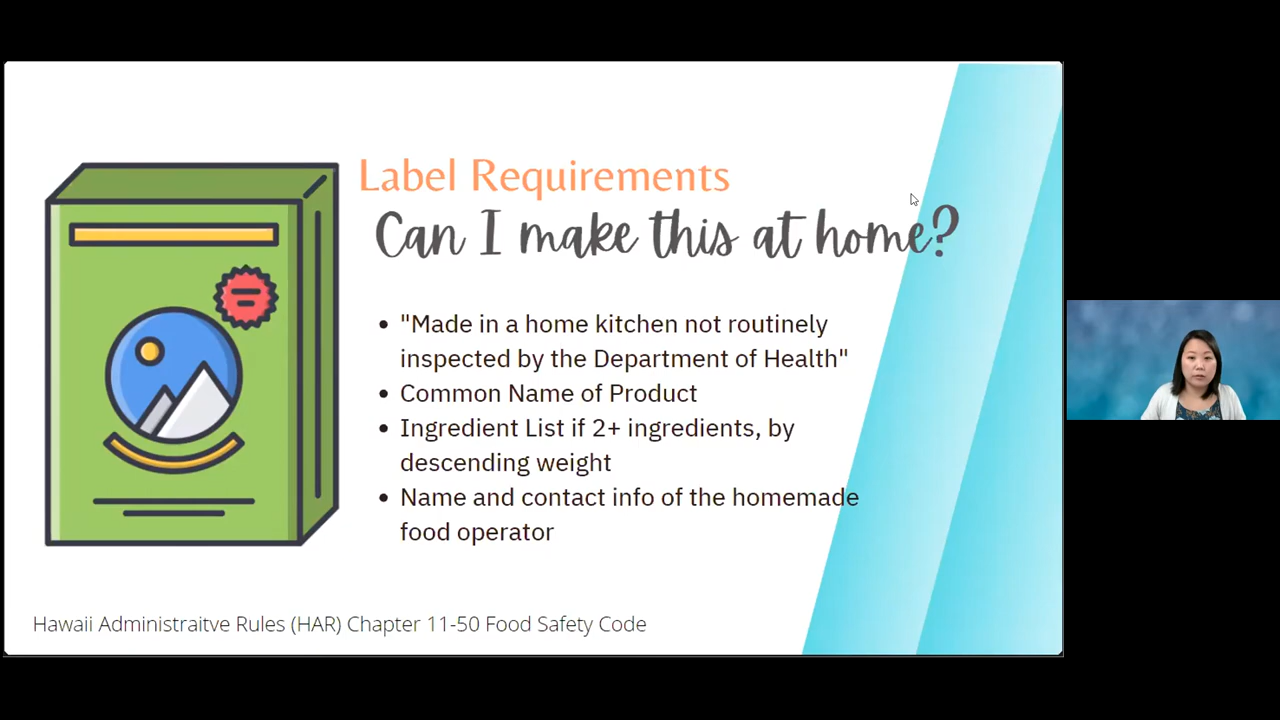 Label Requirements
Can I make this at home?
"Made in a home kitchen not routinely
inspected by the Department of Health"
Common Name of Product
Ingredient List if 2+ ingredients, by
descending weight
Name and contact info of the homemade
food operator
Hawaii Administraitve Rules (HAR) Chapter 11-50 Food Safety Code